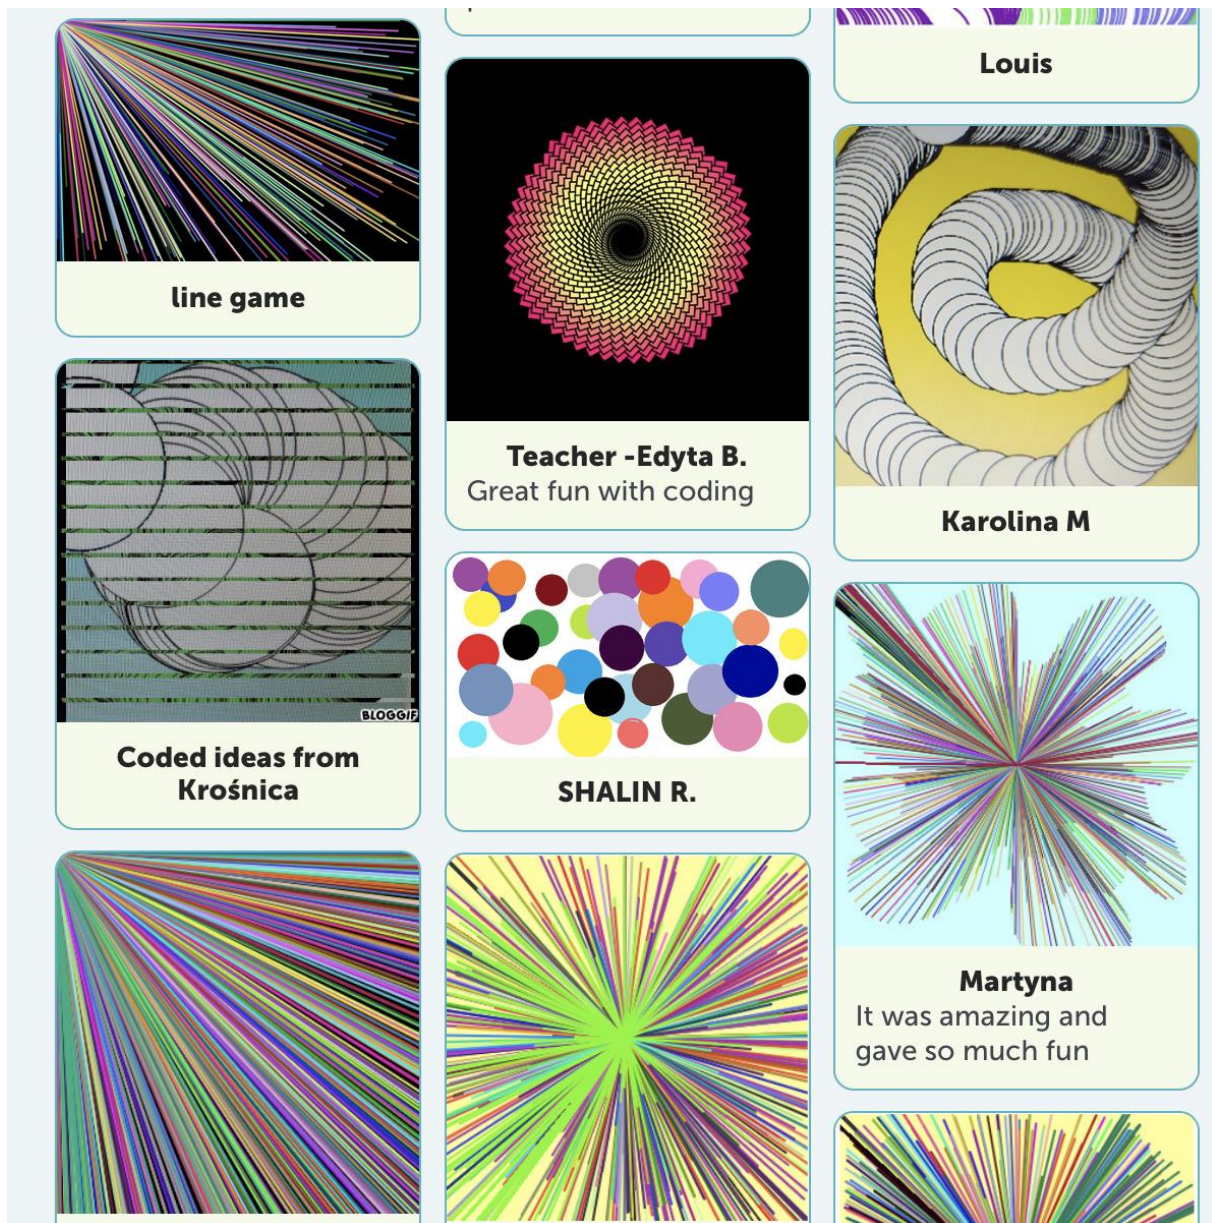 line game
Coded ideas from
Krośnica
BLOGGIF
Teacher -Edyta B.
Great fun with coding
SHALIN R.
Louis
Karolina M
Martyna
It was amazing and
gave so much fun